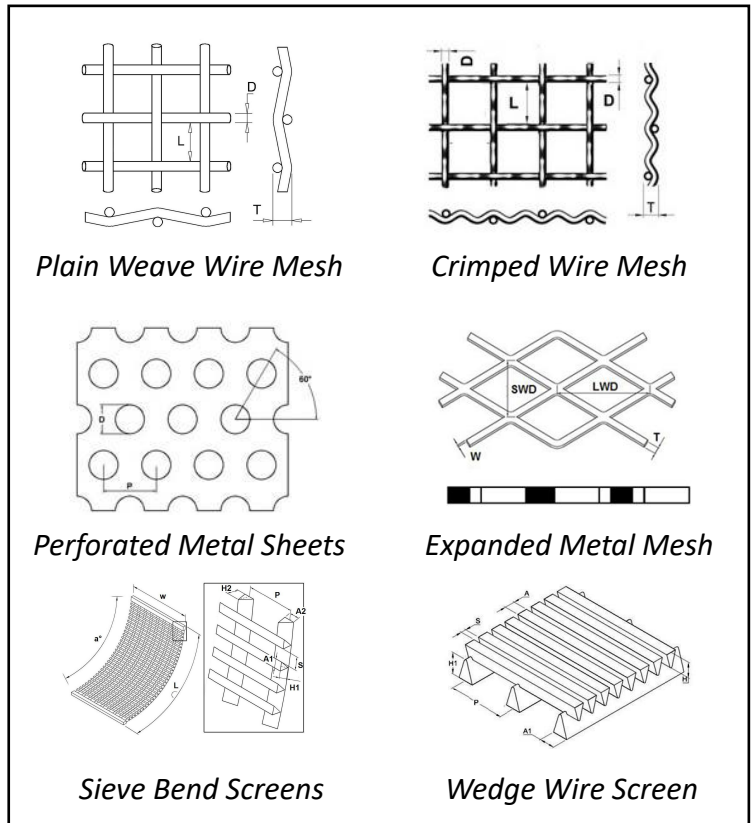 D
L
T
Plain Weave Wire Mesh
D
D
L
T
Crimped Wire Mesh
60°
D
P
Perforated Metal Sheets
SWD
LWD
W
T
Expanded Metal Mesh
w
a°
L
H2
P
A2
A1
S
H1
Sieve Bend Screens
A
S
H1
P
A1
Wedge Wire Screen